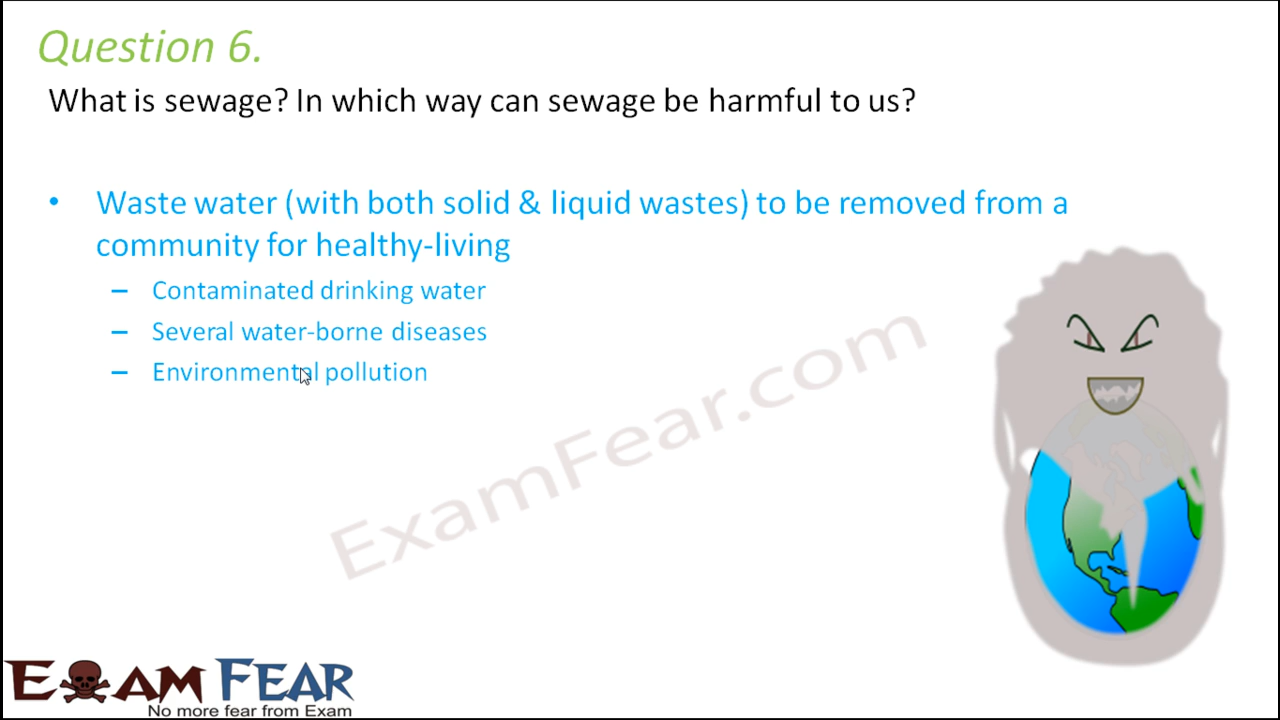 Question 6.
What is sewage? In which way can sewage be harmful to us?
• Waste water (with both solid & liquid wastes) to be removed from a
community for healthy-living
– Contaminated drinking water
– Several water-borne diseases
– Environmental pollution
ExamFear.com
EXAM FEAR
No more fear from Exam